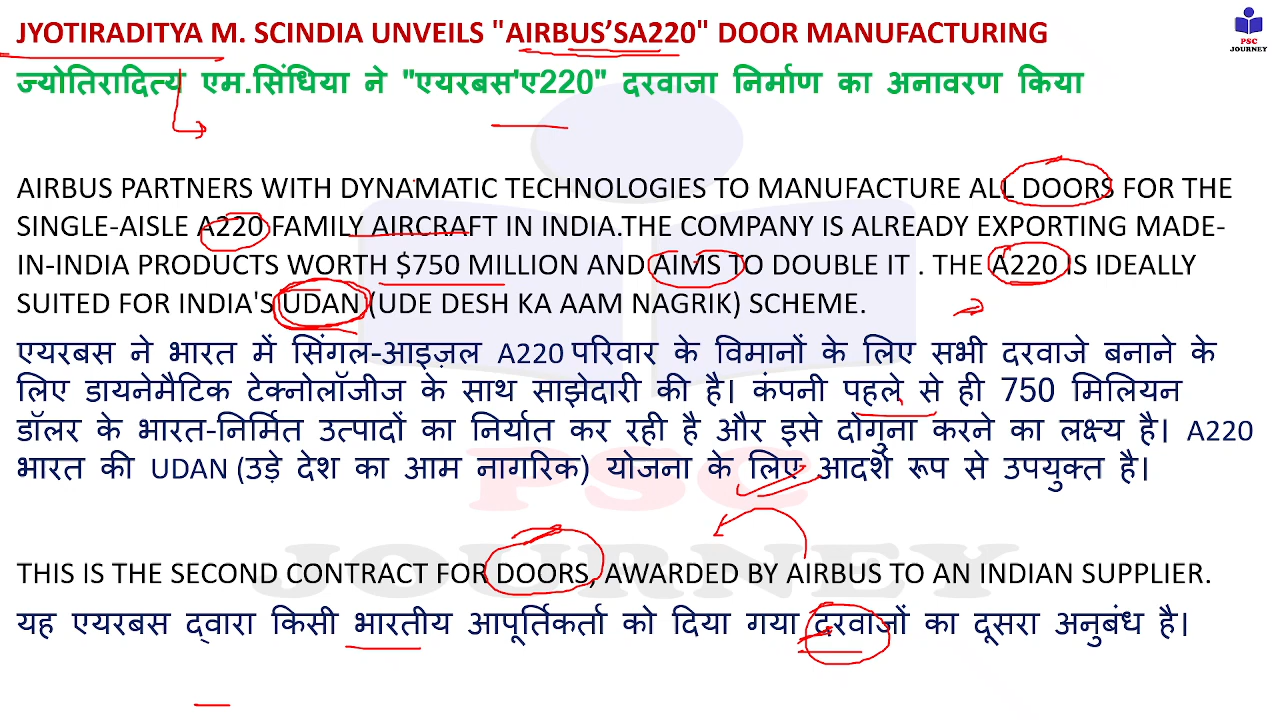 JYOTIRADITYA M. SCINDIA UNVEILS "AIRBUS’SA220" DOOR MANUFACTURING
PSC
JOURNEY
ज्योतिरादित्य एम.सिंधिया ने "एयरबस'ए220" दरवाजा निर्माण का अनावरण किया
AIRBUS PARTNERS WITH DYNAMATIC TECHNOLOGIES TO MANUFACTURE ALL DOORS FOR THE
SINGLE-AISLE A220 FAMILY AIRCRAFT IN INDIA.THE COMPANY IS ALREADY EXPORTING MADE-
IN-INDIA PRODUCTS WORTH $750 MILLION AND AIMS TO DOUBLE IT . THE A220 IS IDEALLY
SUITED FOR INDIA'S UDAN (UDE DESH KA AAM NAGRIK) SCHEME.
एयरबस ने भारत में सिंगल-आइज़ल A220 परिवार के विमानों के लिए सभी दरवाजे बनाने के
लिए डायनेमैटिक टेक्नोलॉजीज के साथ साझेदारी की है। कंपनी पहले से ही 750 मिलियन
डॉलर के भारत-निर्मित उत्पादों का निर्यात कर रही है और इसे दोगुना करने का लक्ष्य है। A220
भारत की UDAN (उड़े देश का आम नागरिक) योजना के लिए आदर्श रूप से उपयुक्त है।
PSC
JOURNEY
THIS IS THE SECOND CONTRACT FOR DOORS, AWARDED BY AIRBUS TO AN INDIAN SUPPLIER.
यह एयरबस द्वारा किसी भारतीय आपूर्तिकर्ता को दिया गया दरवाजों का दूसरा अनुबंध है।